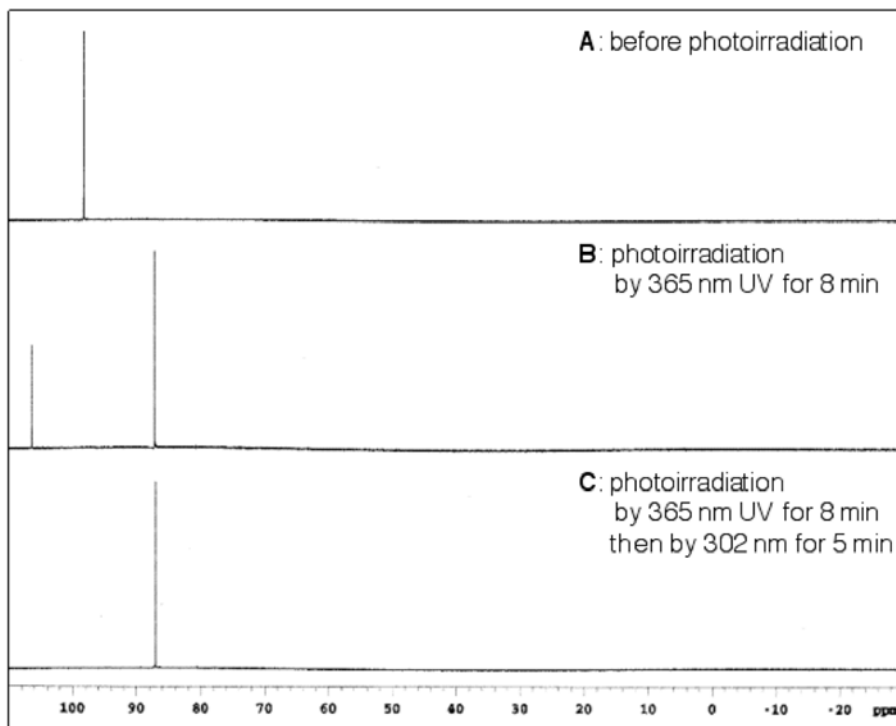 A: before photoirradiation
B: photoirradiation
by 365 nm UV for 8 min
C: photoirradiation
by 365 nm UV for 8 min
then by 302 nm for 5 min
100 90 80 70 60 50 40 30 20 10 0 -10 -20 ppm